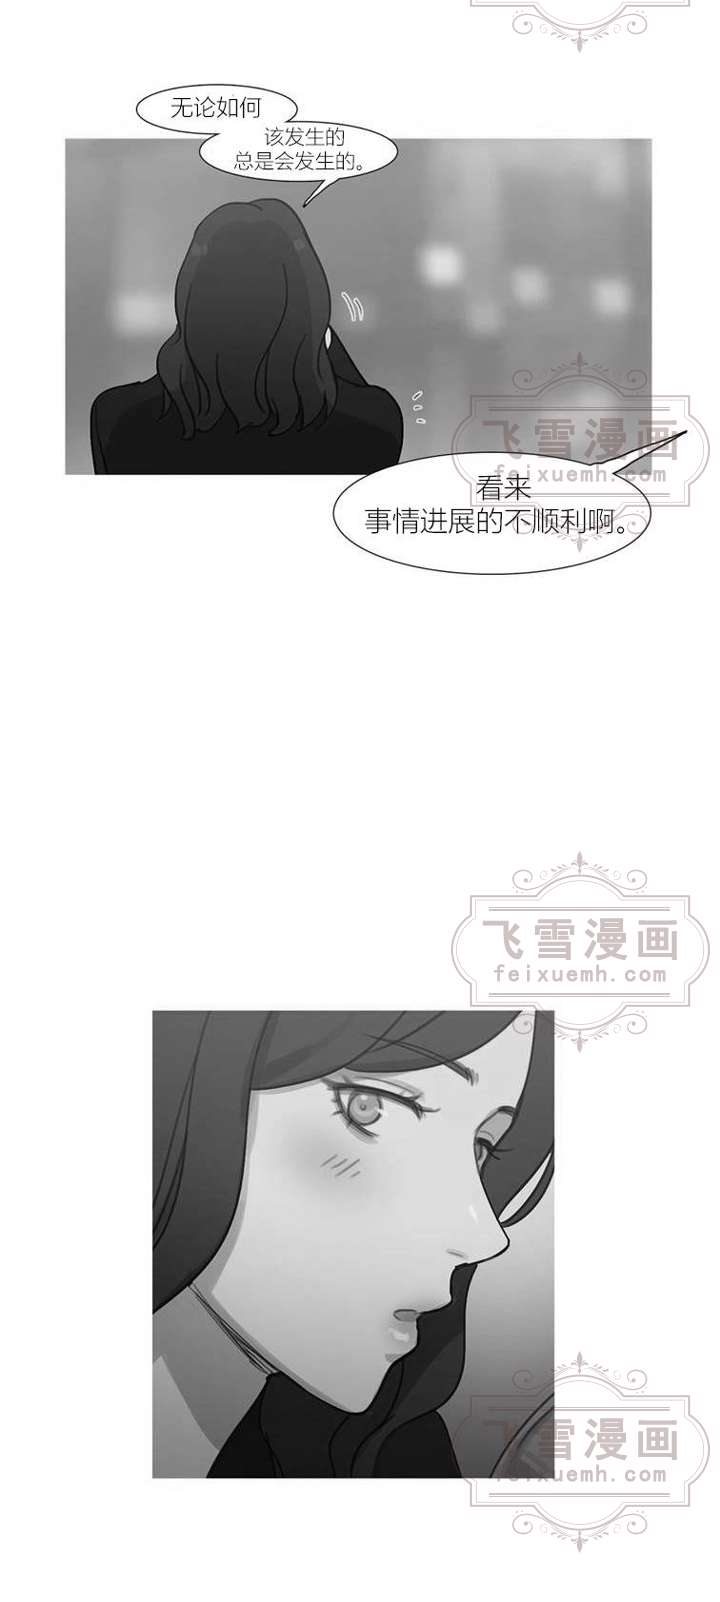 无论如何
该发生的
总是会发生的。
飞雪漫画
feixuemh.com
看来
事情进展的不顺利啊。
飞雪漫画
feixuemh.com
飞雪漫画
feixuemh.com